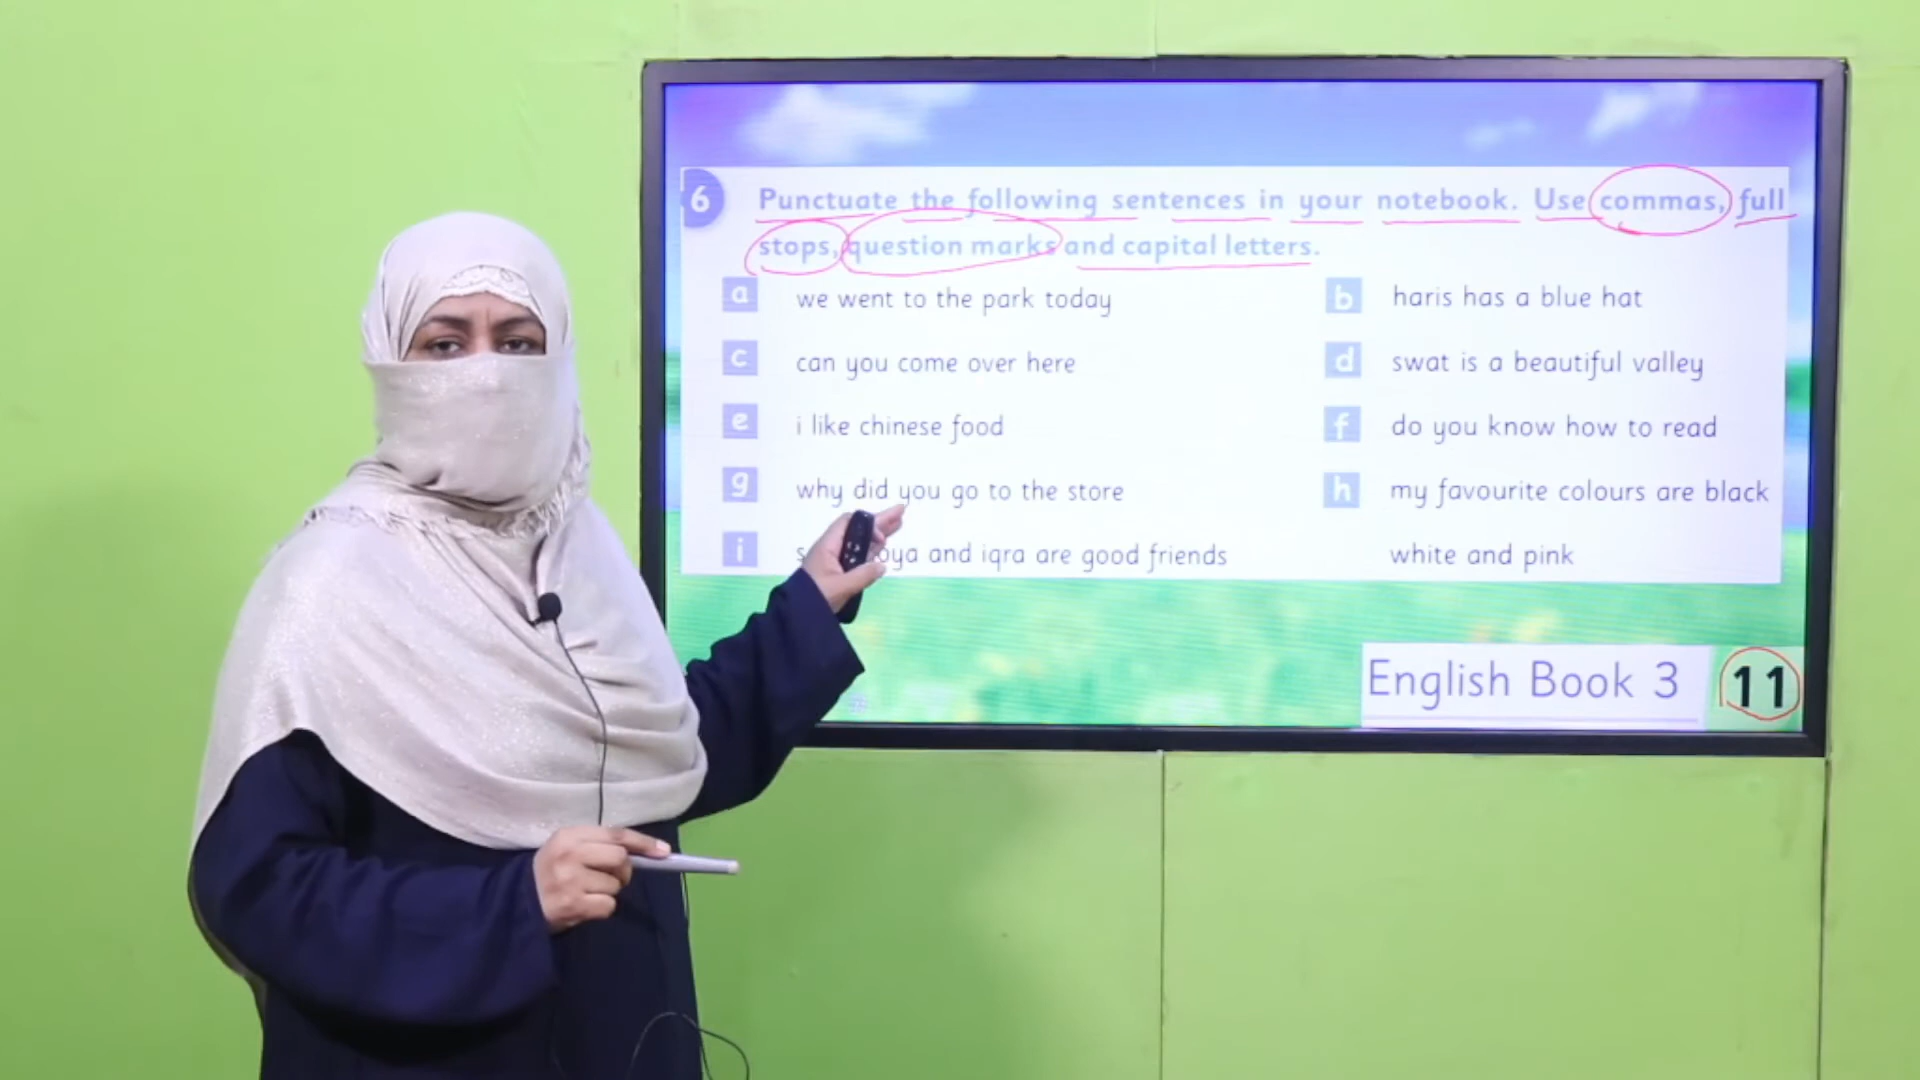 6 Punctuate the following sentences in your notebook. Use commas, full
stops, question marks and capital letters.
a we went to the park today
b haris has a blue hat
c can you come over here
d swat is a beautiful valley
e i like chinese food
f do you know how to read
g why did you go to the store
h my favourite colours are black
white and pink
i and iqra are good friends
English Book 3
11